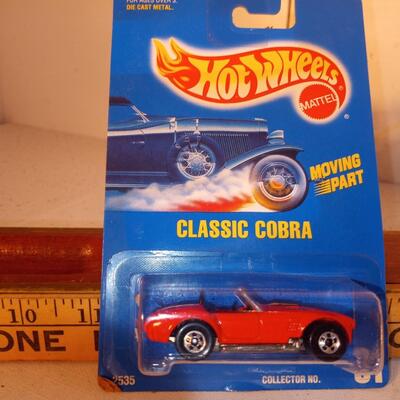 FOR AGES OVER 3.
DIE CAST METAL.
HOT WHEELS
MATTEL
®
MOVING
PART
CLASSIC COBRA
10 11
ONE
2535
COLLECTOR NO.